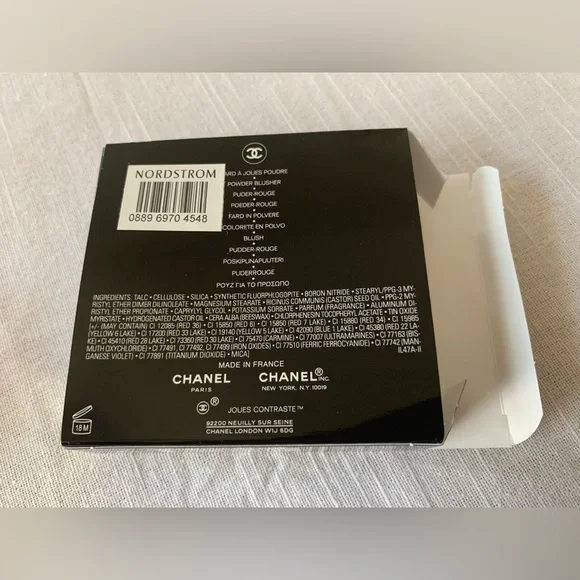 NORDSTROM
0889 6970 4548
ARD À JOUES POUDRE
POWDER BLUSHER
PUDER-ROUGE
POEDER-ROUGE
FARD IN POLVERE
COLORETE EN POLVO
BLUSH
PUDDER-ROUGE
POSKIPUNAPUUTERI
PUDERROUGE
ΡΟΥΖ ΓΙΑ ΤΟ ΠΡΟΣΩΠΟ
INGREDIENTS: TALC • CELLULOSE • SILICA • SYNTHETIC FLUORPHLOGOPITE • BORON NITRIDE • STEARYL/PPG-3 MY-
RISTYL ETHER DIMER DILINOLEATE • MAGNESIUM STEARATE • RICINUS COMMUNIS (CASTOR) SEED OIL • PPG-2 MY-
RISTYL ETHER PROPIONATE • CAPRYLYL GLYCOL • POTASSIUM SORBATE • PARFUM (FRAGRANCE) • ALUMINUM DI-
MYRISTATE • HYDROGENATED CASTOR OIL • CERA ALBA (BEESWAX) • CHLORPHENESIN TOCOPHERYL ACETATE • TIN OXIDE
[+/- (MAY CONTAIN) CI 12085 (RED 36) • CI 15850 (RED 6) • CI 15850 (RED 7 LAKE) • CI 15880 (RED 34) • CI 15985
(YELLOW 6 LAKE) • CI 17200 (RED 33 LAKE) • CI 19140 (YELLOW 5 LAKE) • CI 42090 (BLUE 1 LAKE) • CI 45380 (RED 22 LA-
KE) • CI 45410 (RED 28 LAKE) • CI 73360 (RED 30 LAKE) • CI 75470 (CARMINE) • CI 77007 (ULTRAMARINES) • CI 77163 (BIS-
MUTH OXYCHLORIDE) • CI 77491, CI 77492, CI 77499 (IRON OXIDES) • CI 77510 (FERRIC FERROCYANIDE) • CI 77742 (MAN-
GANESE VIOLET) • CI 77891 (TITANIUM DIOXIDE) • MICA]
IL47A-II
MADE IN FRANCE
CHANEL CHANEL® INC.
PARIS NEW YORK, N.Y. 10019
® JOUES CONTRASTE™
18 M
92200 NEUILLY SUR SEINE
CHANEL LONDON W1J 6DG